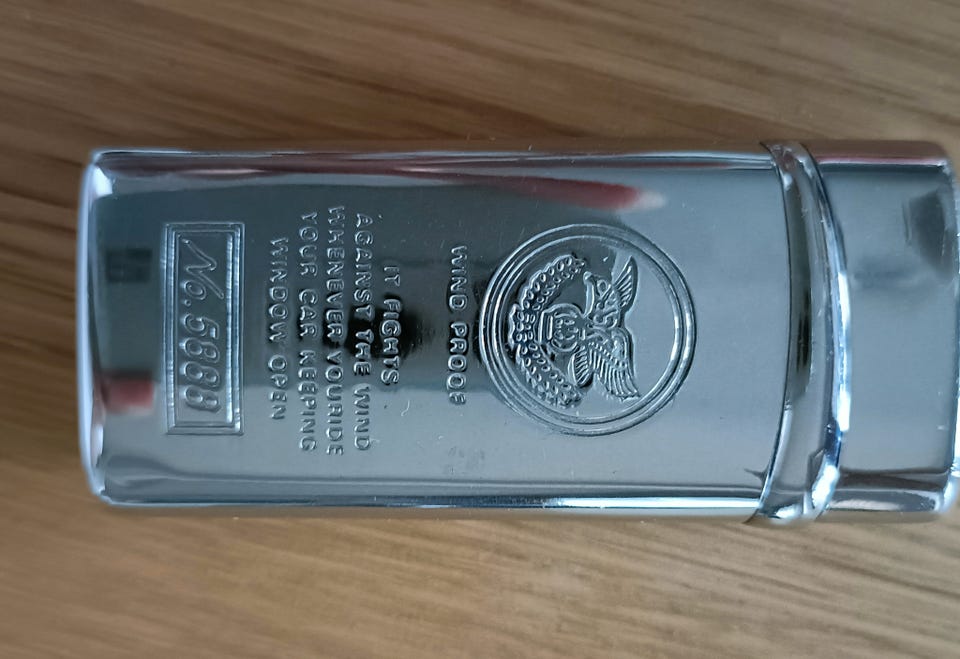 WIND PROOF
IT FIGHTS
AGAINST THE WIND
WHENEVER YOURIDE
YOUR CAR KEEPING
WINDOW OPEN
No. 5888